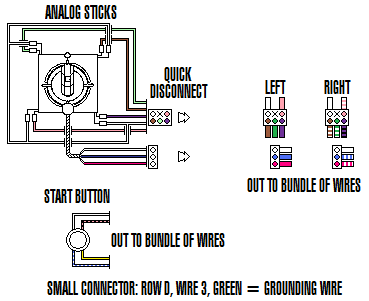 ANALOG STICKS
QUICK
DISCONNECT
LEFT
RIGHT
OUT TO BUNDLE OF WIRES
START BUTTON
OUT TO BUNDLE OF WIRES
SMALL CONNECTOR: ROW D, WIRE 3, GREEN = GROUNDING WIRE